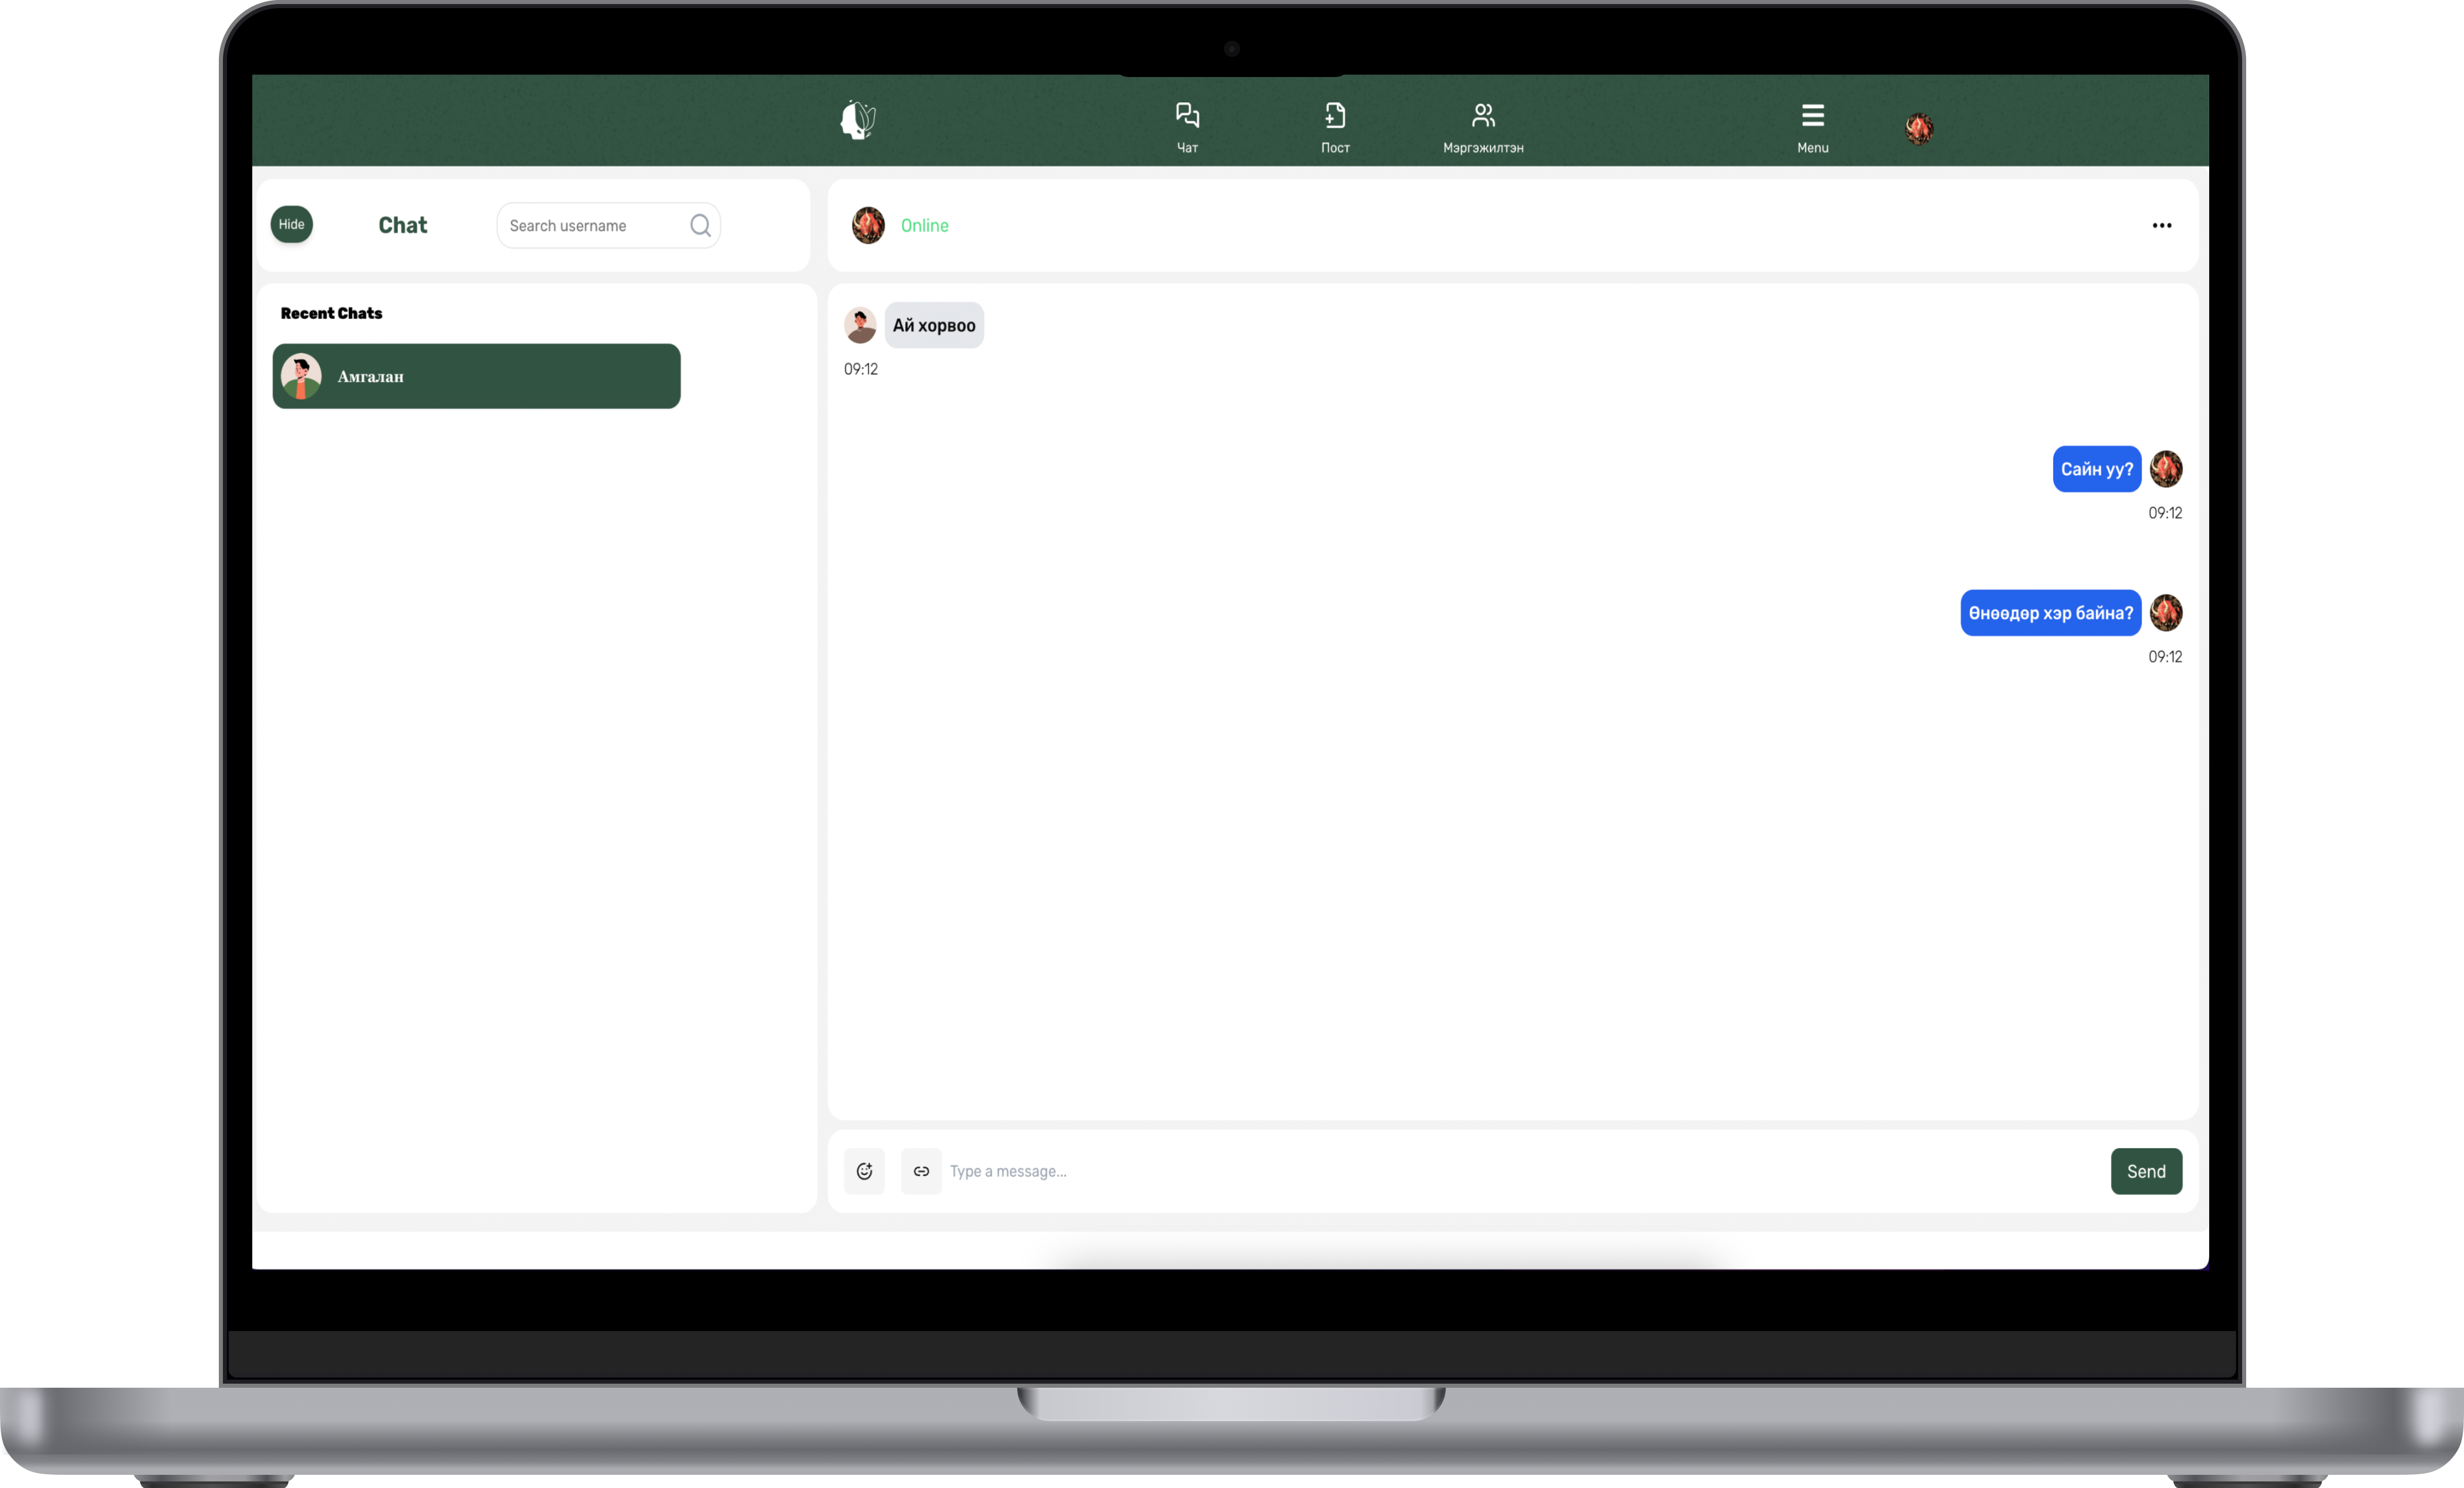 Чат
Пост
Мэргэжилтэн
Menu
Hide
Chat
Search username
Online
Recent Chats
Амгалан
Ай хорвоо
09:12
Сайн уу?
09:12
Өнөөдөр хэр байна?
09:12
Type a message...
Send